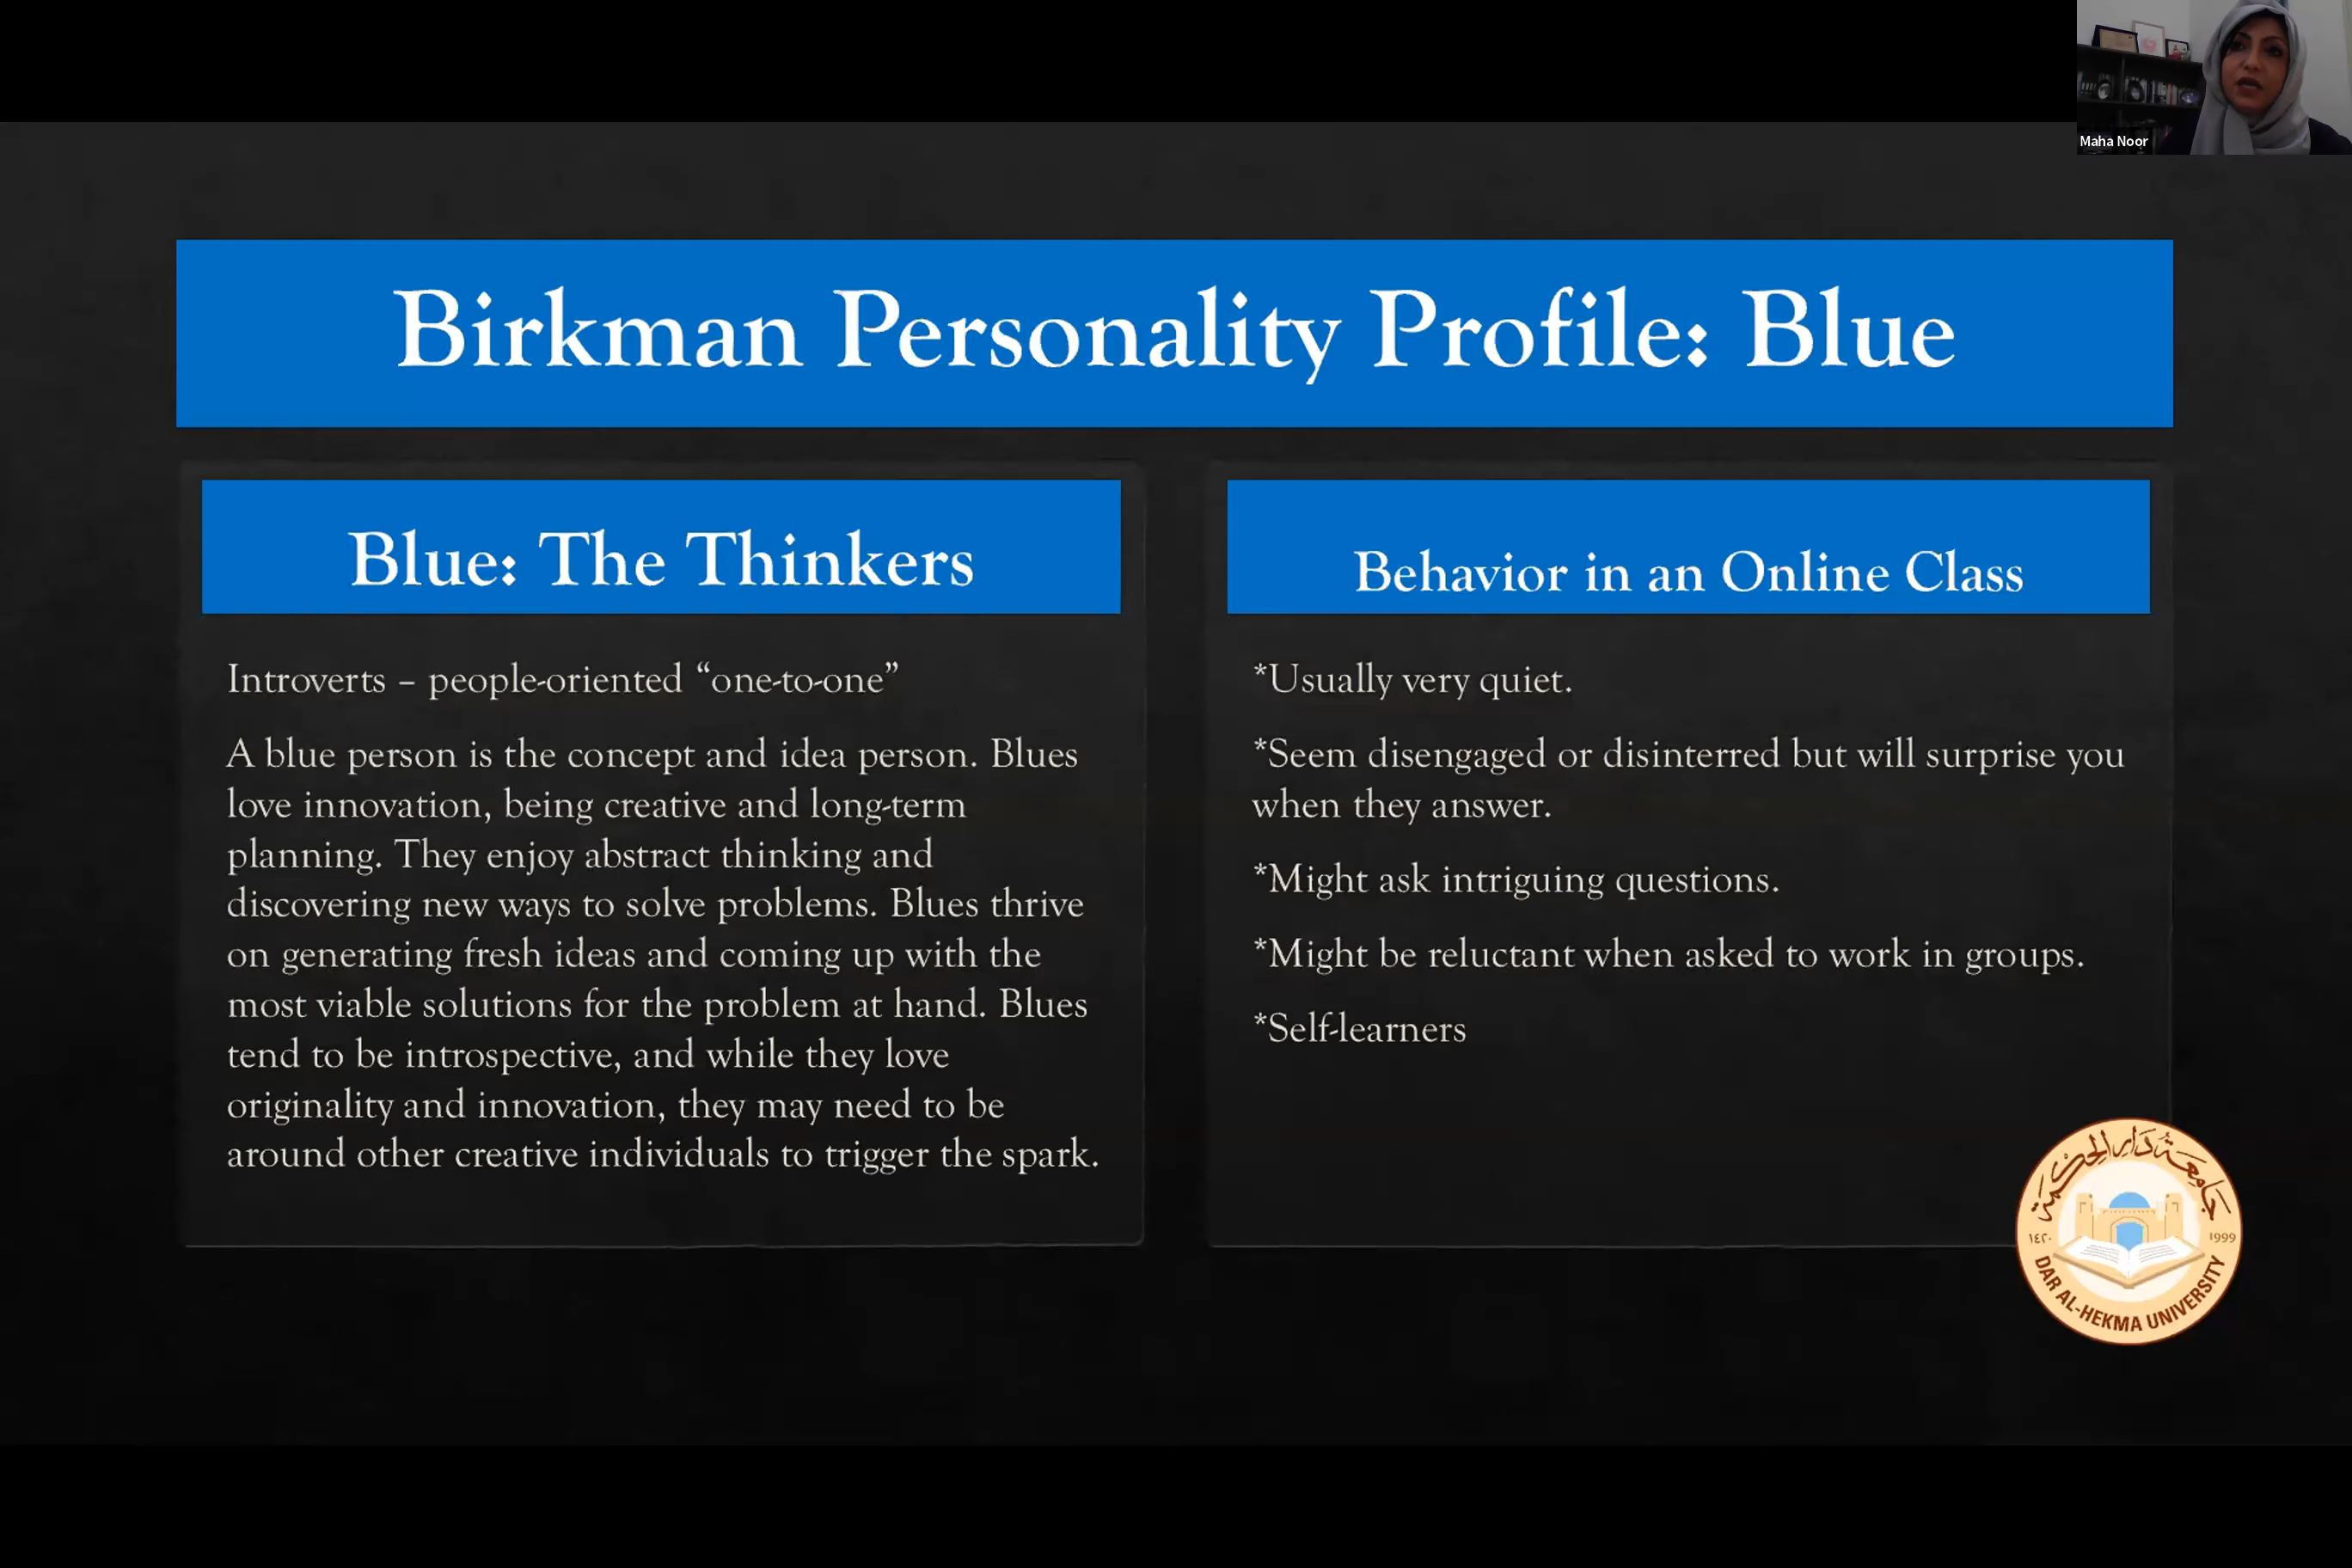 Maha Noor
Birkman Personality Profile: Blue
Blue: The Thinkers
Introverts – people-oriented “one-to-one”
A blue person is the concept and idea person. Blues
love innovation, being creative and long-term
planning. They enjoy abstract thinking and
discovering new ways to solve problems. Blues thrive
on generating fresh ideas and coming up with the
most viable solutions for the problem at hand. Blues
tend to be introspective, and while they love
originality and innovation, they may need to be
around other creative individuals to trigger the spark.
Behavior in an Online Class
*Usually very quiet.
*Seem disengaged or disinterred but will surprise you
when they answer.
*Might ask intriguing questions.
*Might be reluctant when asked to work in groups.
*Self-learners
جامعة دار الحكمة
١٤٢٠
1999
DAR AL-HEKMA UNIVERSITY